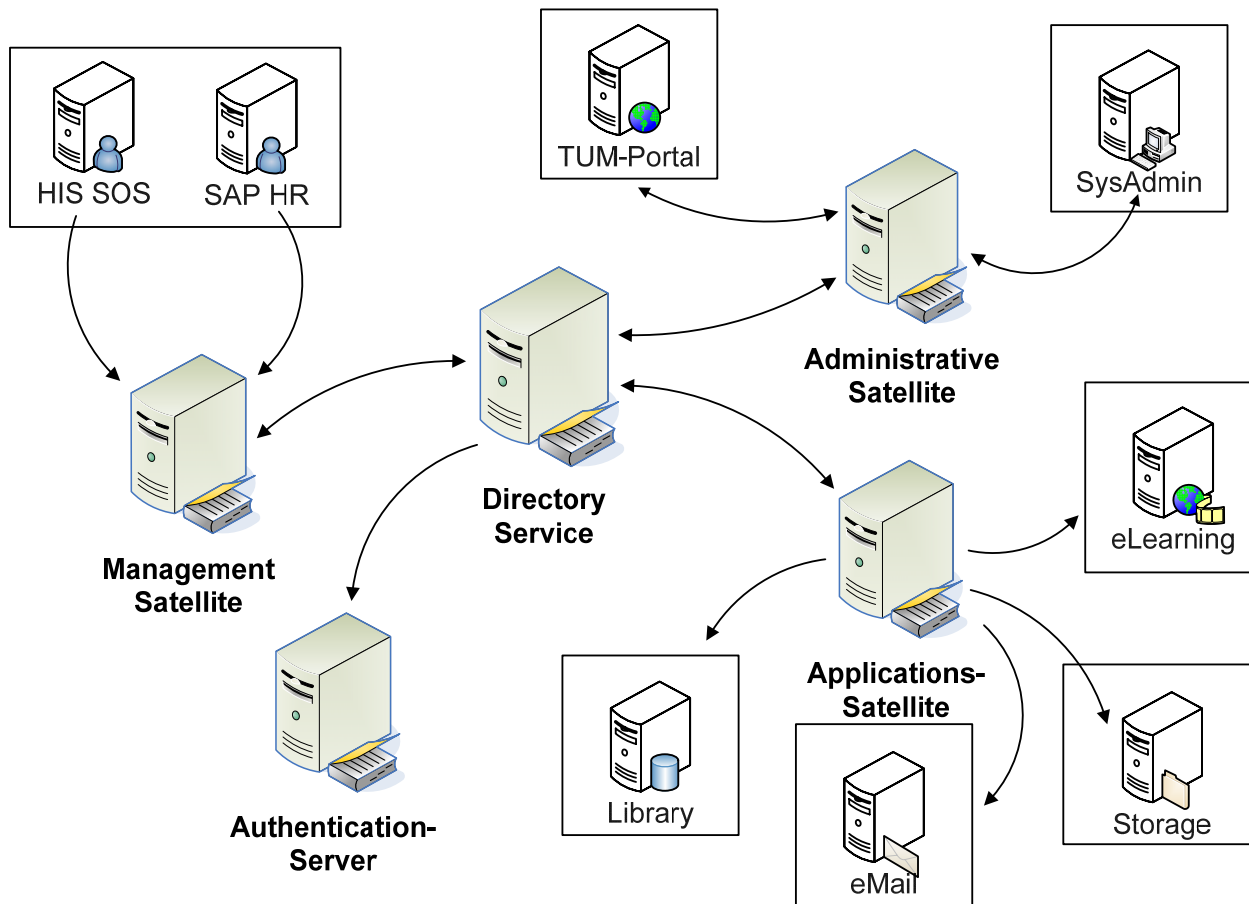 HIS SOS
SAP HR
TUM-Portal
SysAdmin
Administrative
Satellite
Directory
Service
Management
Satellite
eLearning
Applications-
Satellite
Authentication-
Server
Library
eMail
Storage